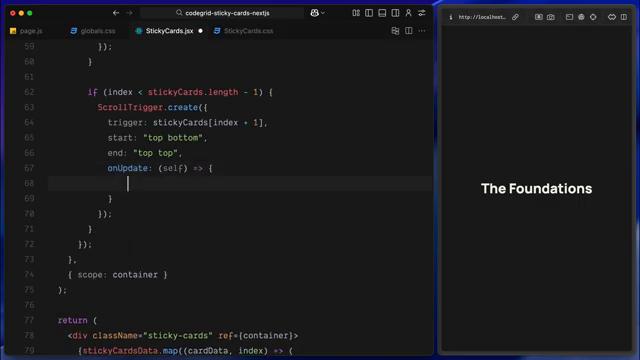 codegrid-sticky-cards-nextjs
page.js
globals.css
StickyCards.jsx
StickyCards.css
59 });
60 }
61
62 if (index < stickyCards.length - 1) {
63 ScrollTrigger.create({
64 trigger: stickyCards[index + 1],
65 start: "top bottom",
66 end: "top top",
67 onUpdate: (self) => {
68
69 }
70 });
71 }
72 });
73 },
74 { scope: container }
75 );
76
77 return (
78 <div className="sticky-cards" ref={container}>
79 {stickyCardsData.map((cardData, index) => (
http://localhost...
The Foundations